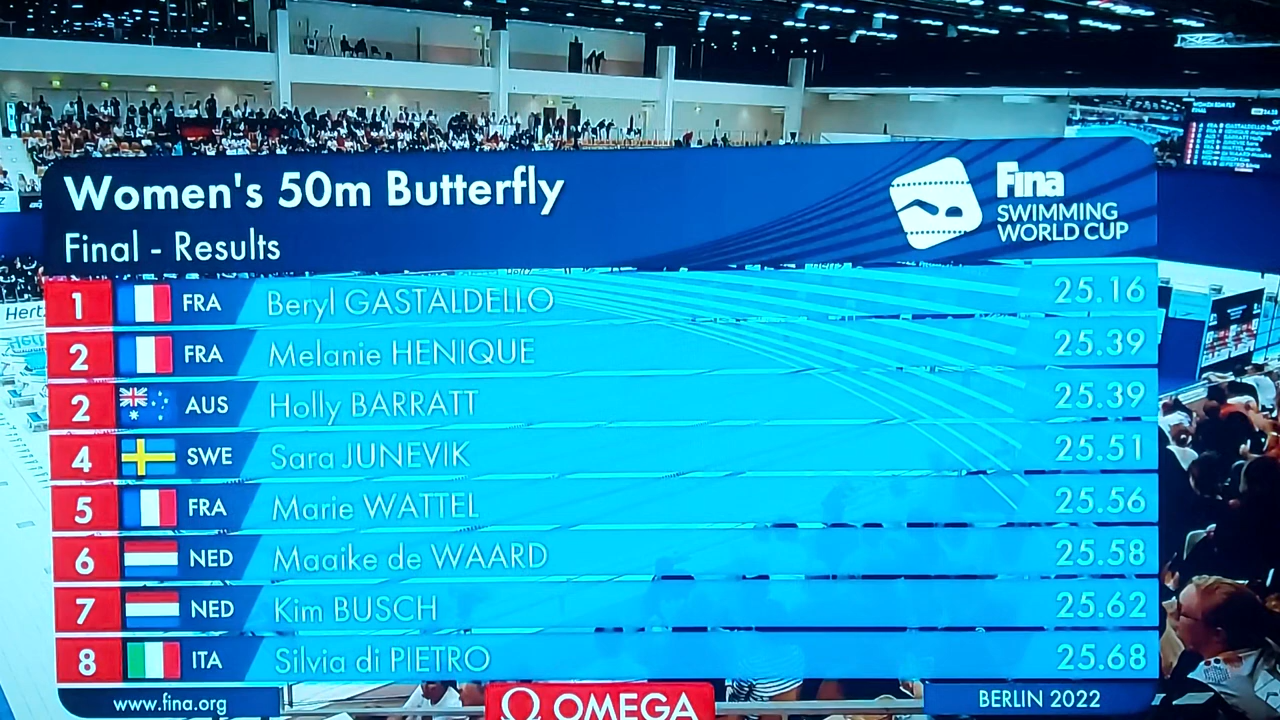 Women's 50m Butterfly
Final - Results
Fina
SWIMMING
WORLD CUP
1 FRA Beryl GASTALDELLO 25.16
2 FRA Melanie HENIQUE 25.39
2 AUS Holly BARRATT 25.39
4 SWE Sara JUNEVIK 25.51
5 FRA Marie WATTEL 25.56
6 NED Maaike de WAARD 25.58
7 NED Kim BUSCH 25.62
8 ITA Silvia di PIETRO 25.68
www.fina.org
Ω OMEGA
BERLIN 2022
Hertz